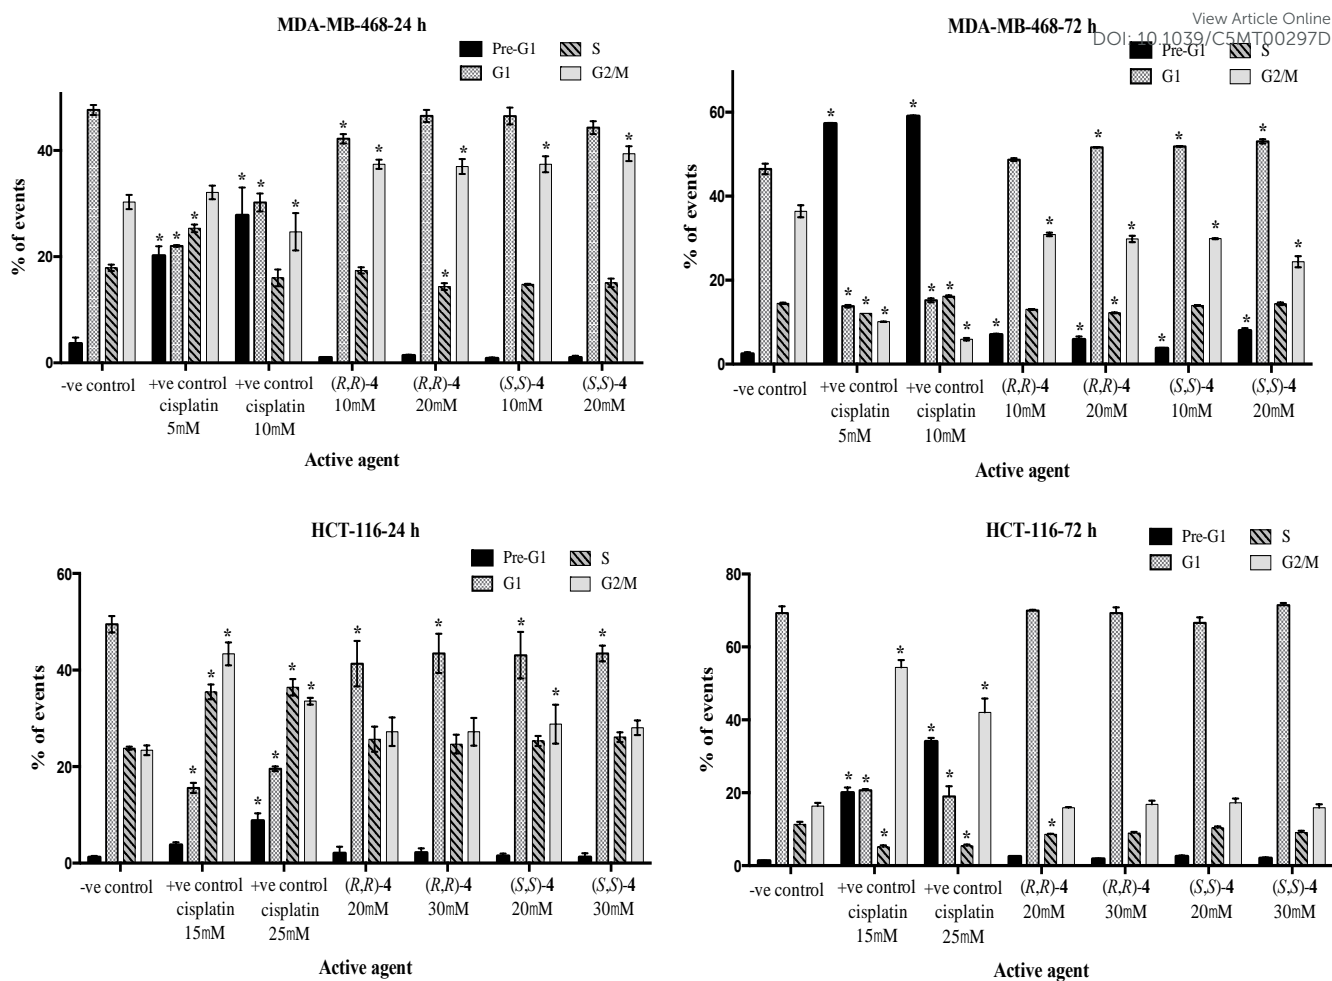 View Article Online
DOI: 10.1039/C5MT00297D
MDA-MB-468-24 h
Pre-G1 S
G1 G2/M
% of events
40
20
0
-ve control +ve control +ve control (R,R)-4 (R,R)-4 (S,S)-4 (S,S)-4
cisplatin cisplatin 10mM 20mM 10mM 20mM
5mM 10mM
Active agent
MDA-MB-468-72 h
Pre-G1 S
G1 G2/M
% of events
60
40
20
0
-ve control +ve control +ve control (R,R)-4 (R,R)-4 (S,S)-4 (S,S)-4
cisplatin cisplatin 10mM 20mM 10mM 20mM
5mM 10mM
Active agent
HCT-116-24 h
Pre-G1 S
G1 G2/M
% of events
60
40
20
0
-ve control +ve control +ve control (R,R)-4 (R,R)-4 (S,S)-4 (S,S)-4
cisplatin cisplatin 20mM 30mM 20mM 30mM
15mM 25mM
Active agent
HCT-116-72 h
Pre-G1 S
G1 G2/M
% of events
80
60
40
20
0
-ve control +ve control +ve control (R,R)-4 (R,R)-4 (S,S)-4 (S,S)-4
cisplatin cisplatin 20mM 30mM 20mM 30mM
15mM 25mM
Active agent